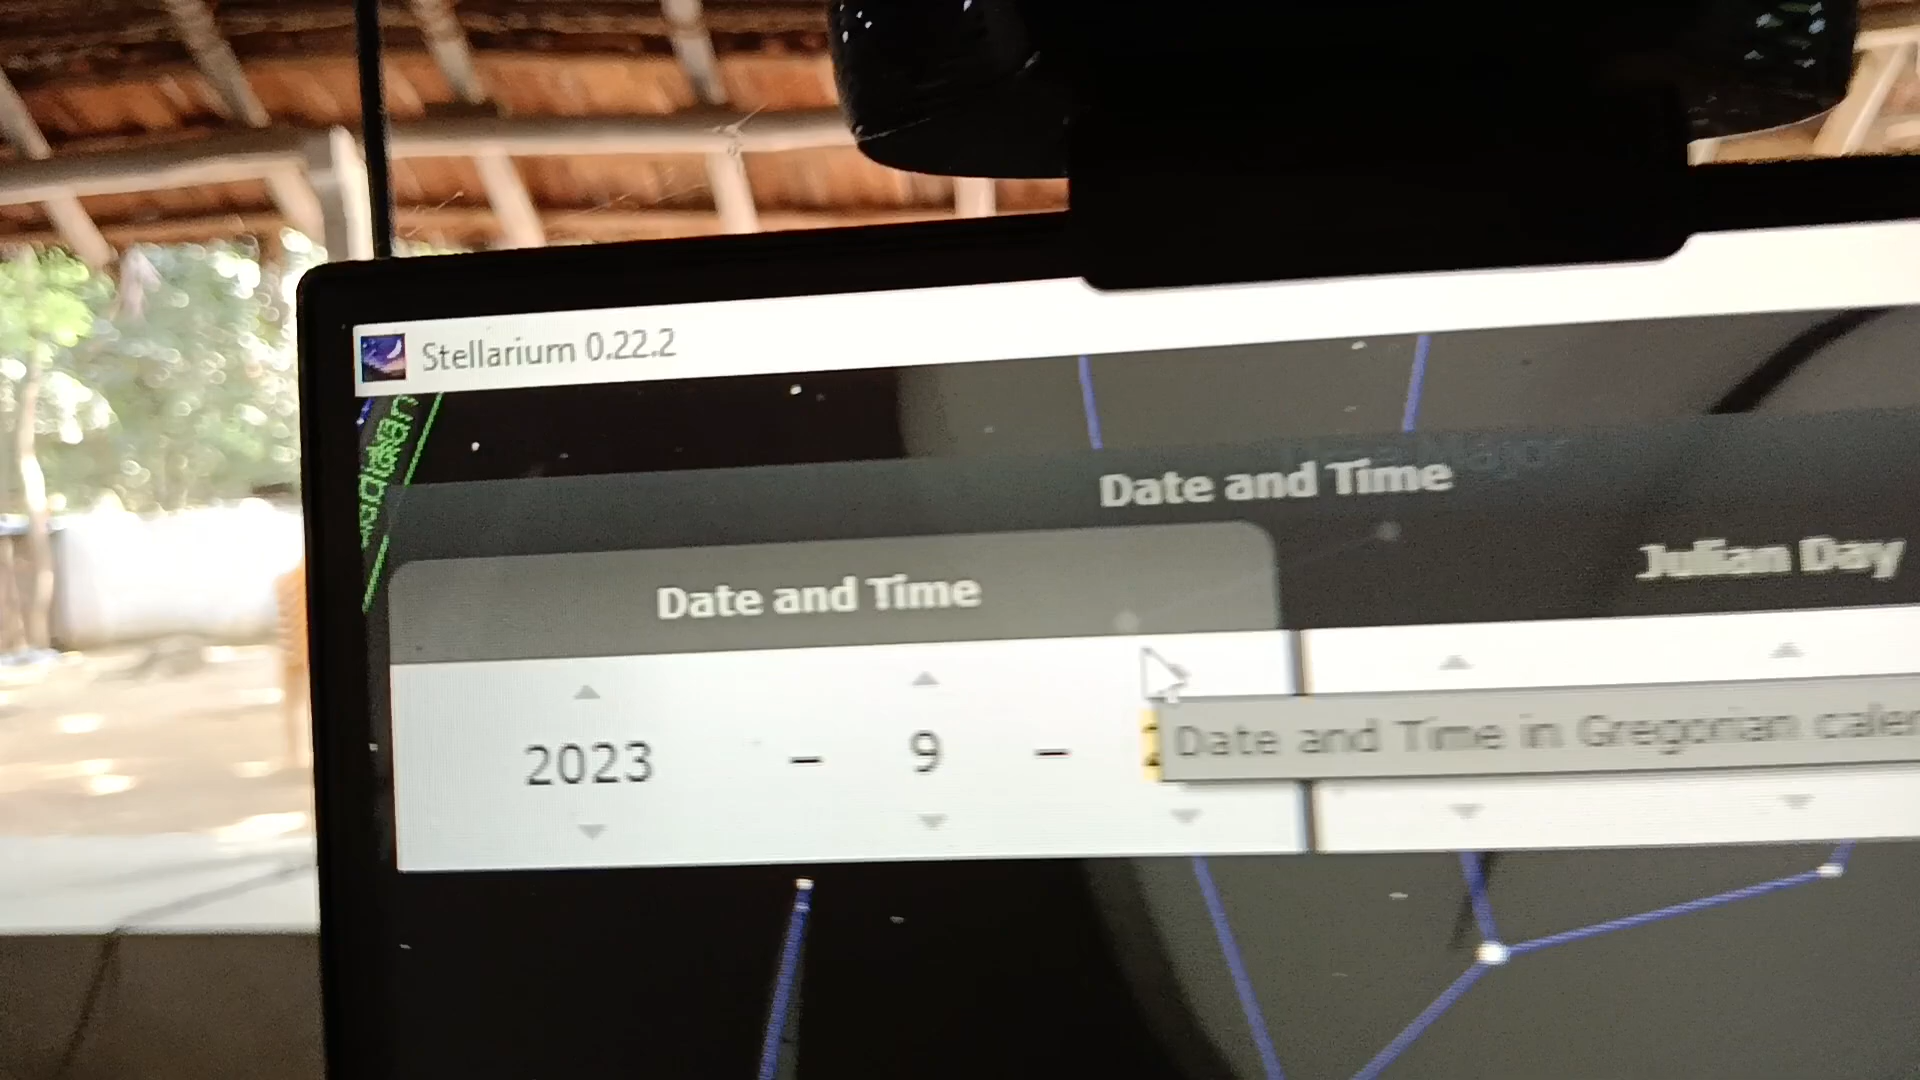 Stellarium 0.22.2
Date and Time
Date and Time
Julian Day
2023 - 9 -
Date and Time in Gregorian calen